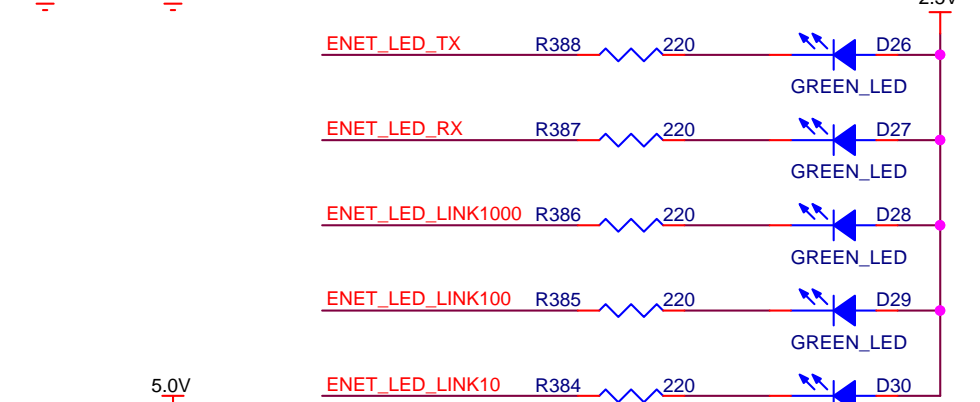 ENET_LED_TX R388 220 D26
GREEN_LED
ENET_LED_RX R387 220 D27
GREEN_LED
ENET_LED_LINK1000 R386 220 D28
GREEN_LED
ENET_LED_LINK100 R385 220 D29
GREEN_LED
5.0V ENET_LED_LINK10 R384 220 D30